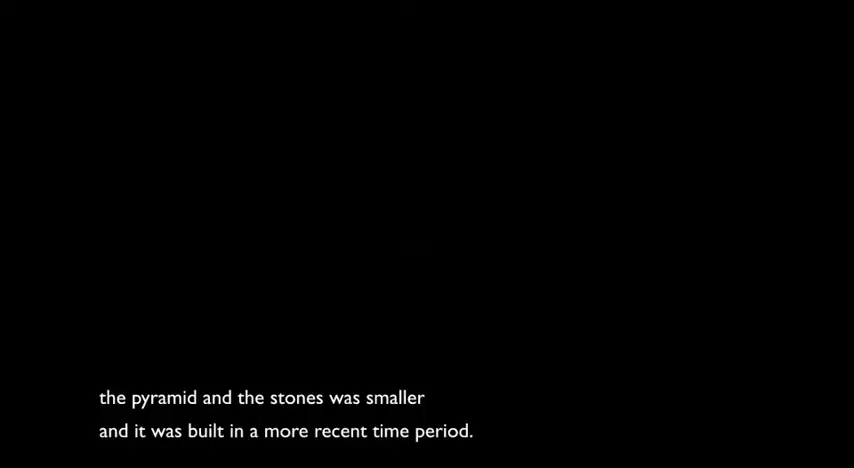 the pyramid and the stones was smaller
and it was built in a more recent time period.